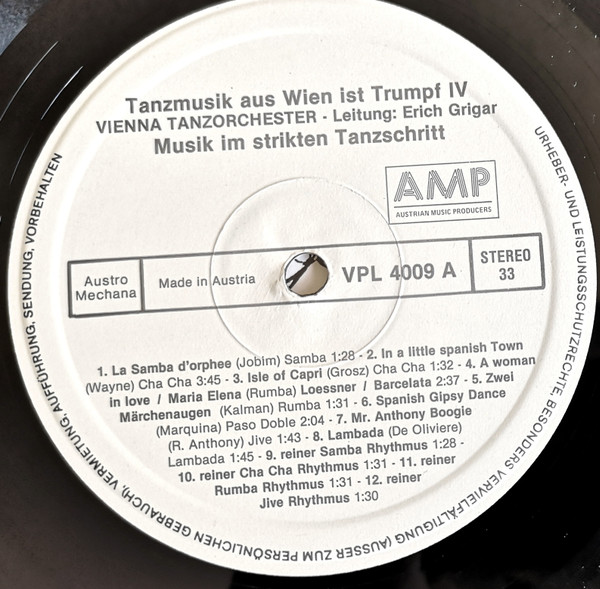 Tanzmusik aus Wien ist Trumpf IV
VIENNA TANZORCHESTER - Leitung: Erich Grigar
Musik im strikten Tanzschritt
AMP
AUSTRIAN MUSIC PRODUCERS
Austro
Mechana
Made in Austria
VPL 4009 A
STEREO
33
1. La Samba d'orphee (Jobim) Samba 1:28 - 2. In a little spanish Town
(Wayne) Cha Cha 3:45 - 3. Isle of Capri (Grosz) Cha Cha 1:32 - 4. A woman
in love / Maria Elena (Rumba) Loessner / Barcelata 2:37 - 5. Zwei
Märchenaugen (Kalman) Rumba 1:31 - 6. Spanish Gipsy Dance
(Marquina) Paso Doble 2:04 - 7. Mr. Anthony Boogie
(R. Anthony) Jive 1:43 - 8. Lambada (De Oliviere)
Lambada 1:45 - 9. reiner Samba Rhythmus 1:28 -
10. reiner Cha Cha Rhythmus 1:31 - 11. reiner
Rumba Rhythmus 1:31 - 12. reiner
Jive Rhythmus 1:30
URHEBER- UND LEISTUNGSSCHUTZRECHTE, BESONDERS VERVIELFÄLTIGUNG (AUSSER ZUM PERSÖNLICHEN GEBRAUCH), VERMIETUNG, AUFFÜHRUNG, SENDUNG, VORBEHALTEN